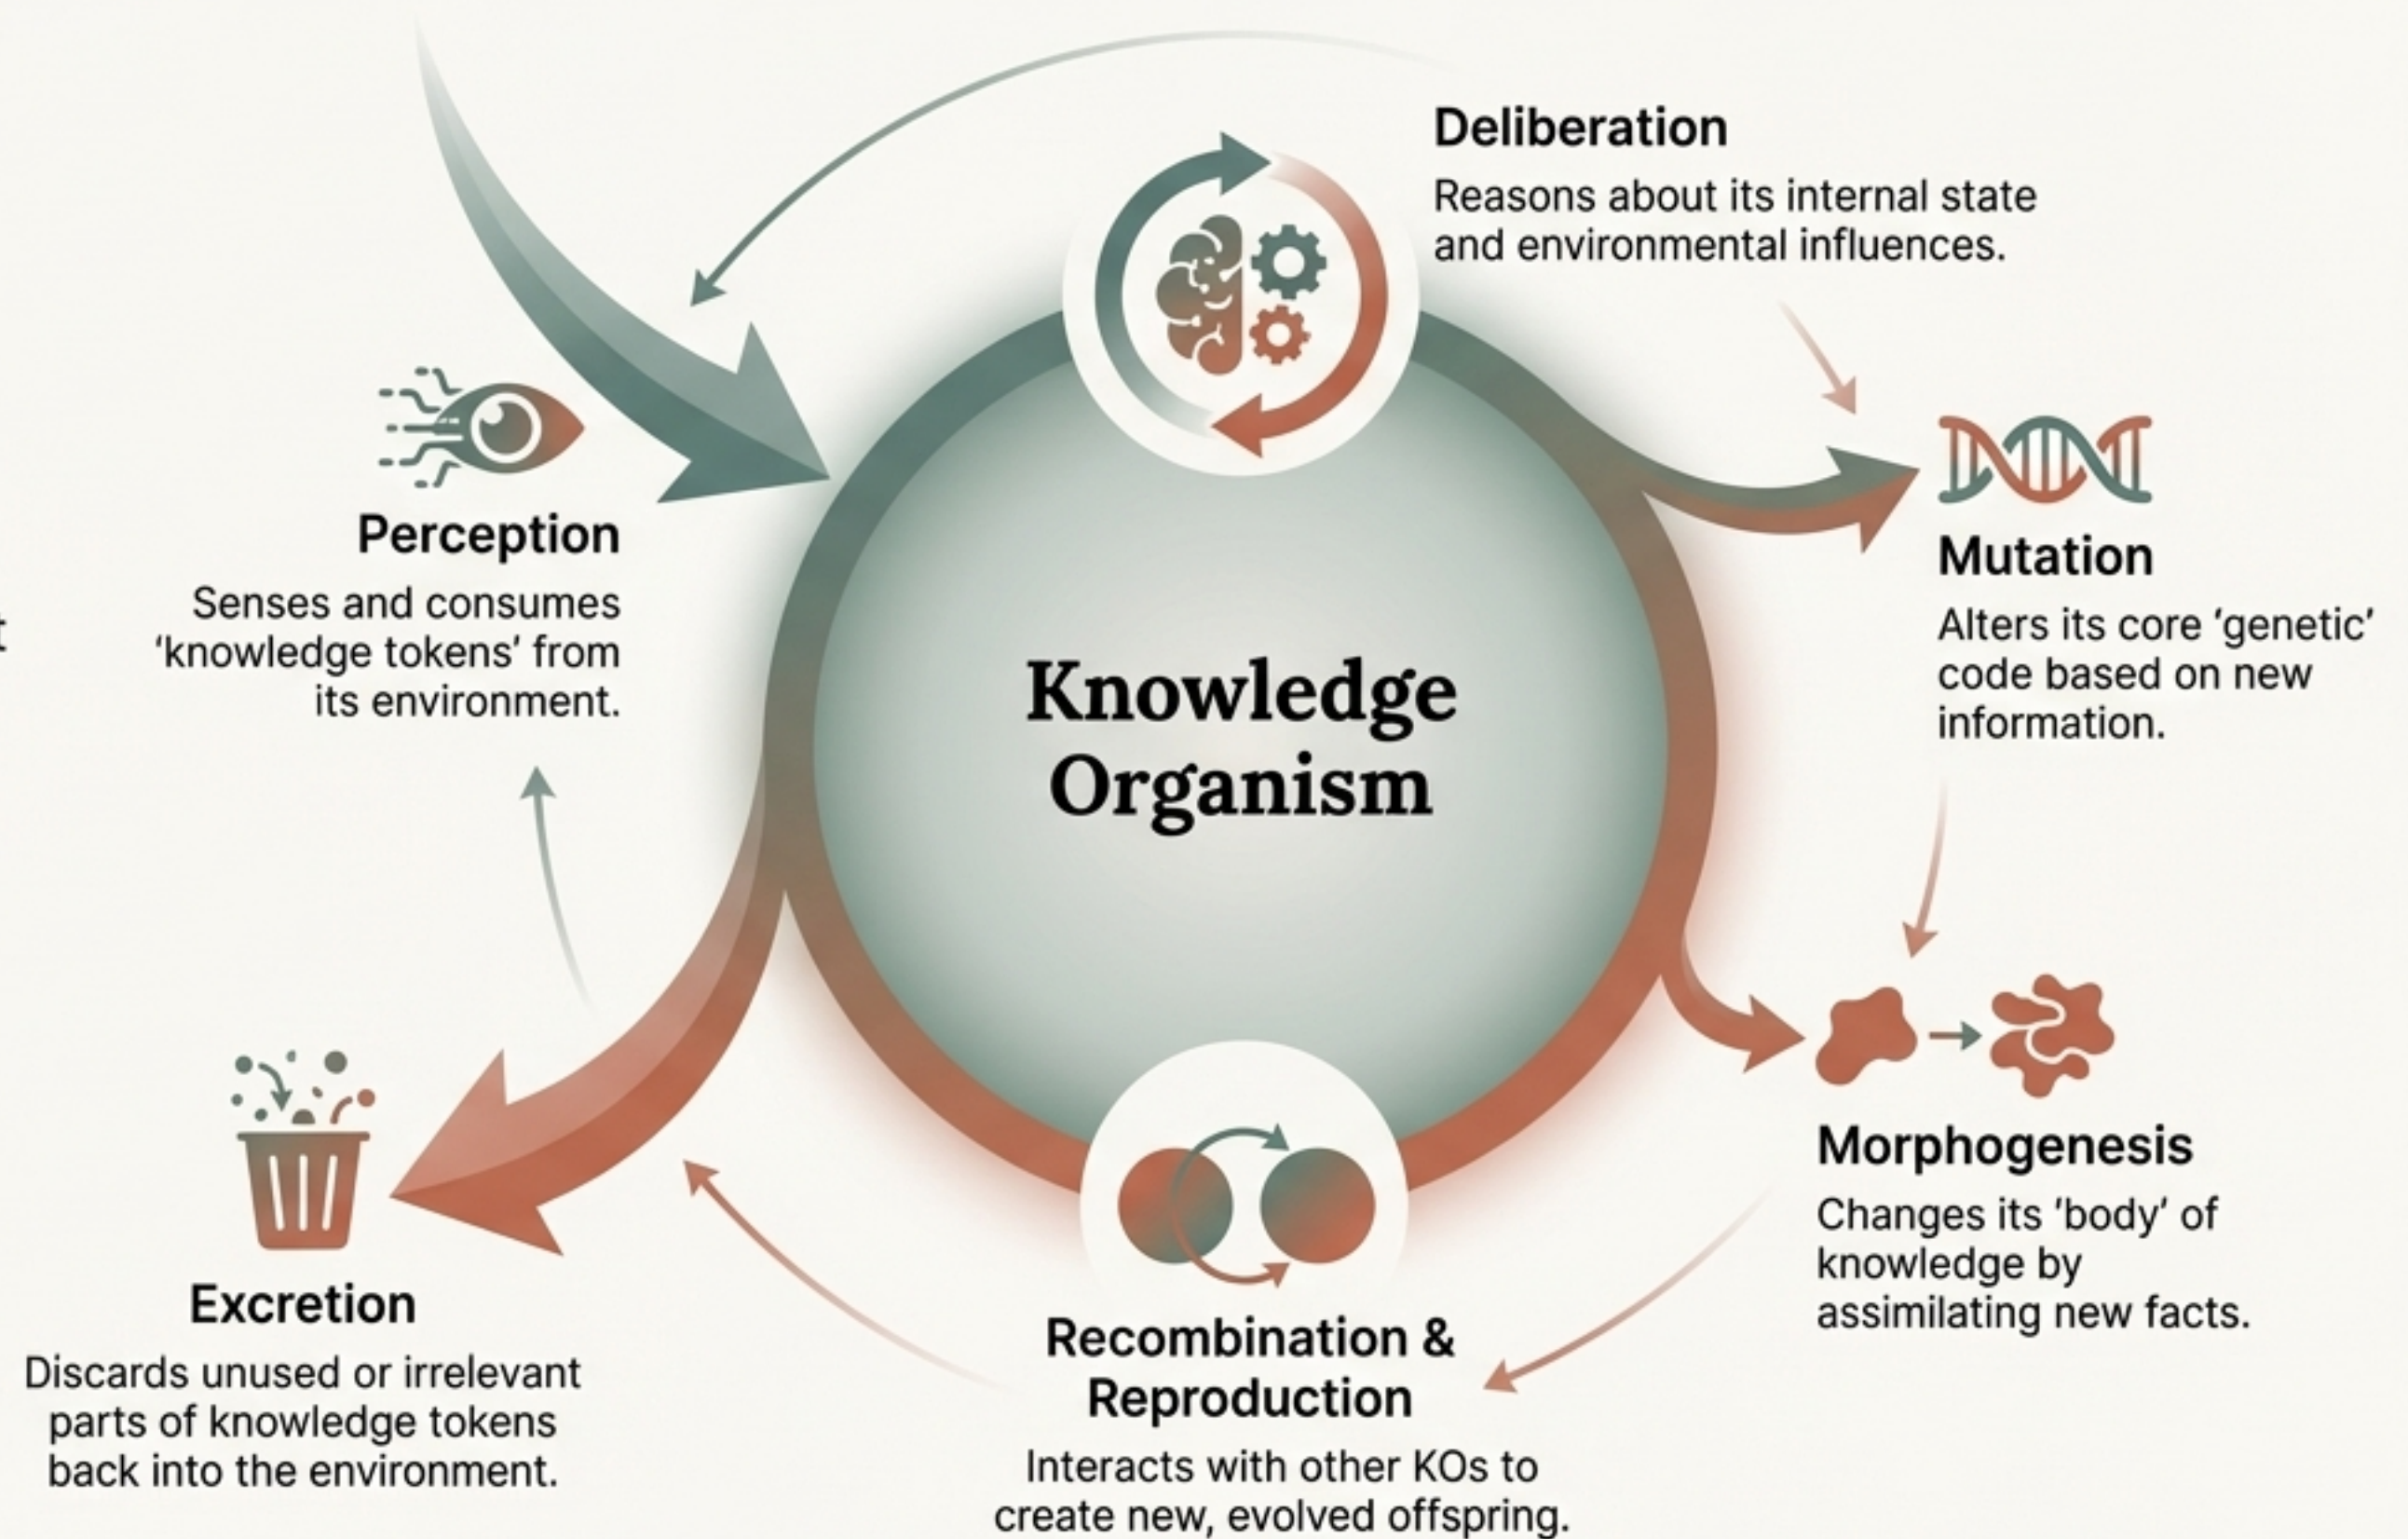 Deliberation
Reasons about its internal state
and environmental influences.
Perception
Senses and consumes
‘knowledge tokens’ from
its environment.
Knowledge
Organism
Mutation
Alters its core ‘genetic’
code based on new
information.
Morphogenesis
Changes its ‘body’ of
knowledge by
assimilating new facts.
Recombination &
Reproduction
Interacts with other KOs to
create new, evolved offspring.
Excretion
Discards unused or irrelevant
parts of knowledge tokens
back into the environment.